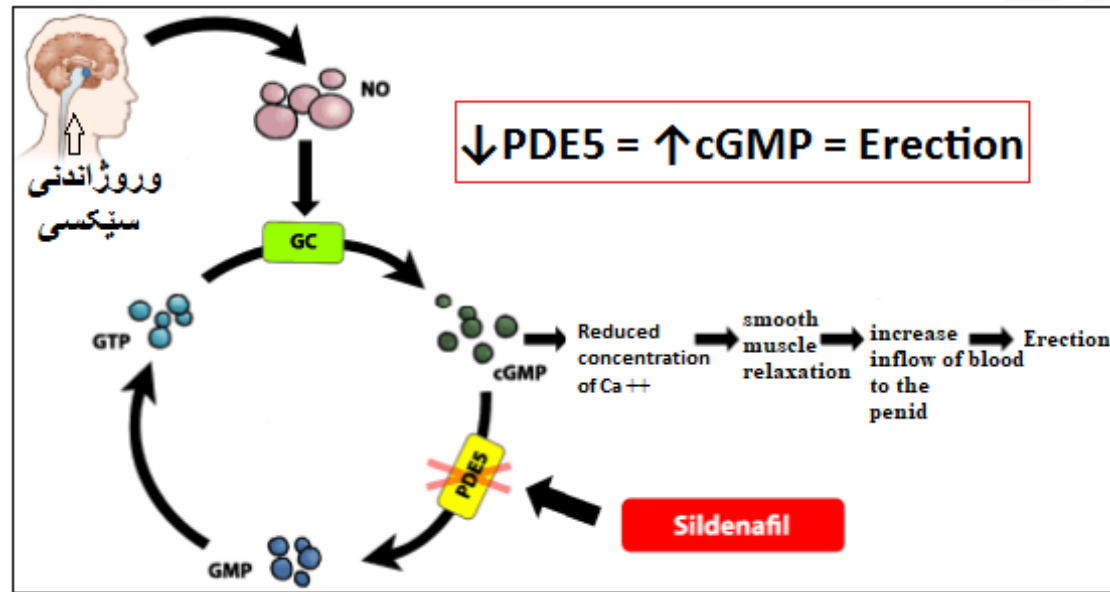 NO
↓PDE5 = ↑cGMP = Erection
وروژاندنی
سێکسی
GC
GTP
cGMP
Reduced
concentration
of Ca ++
smooth
muscle
relaxation
increase
inflow of blood
to the
penid
Erection
PDE5
Sildenafil
GMP